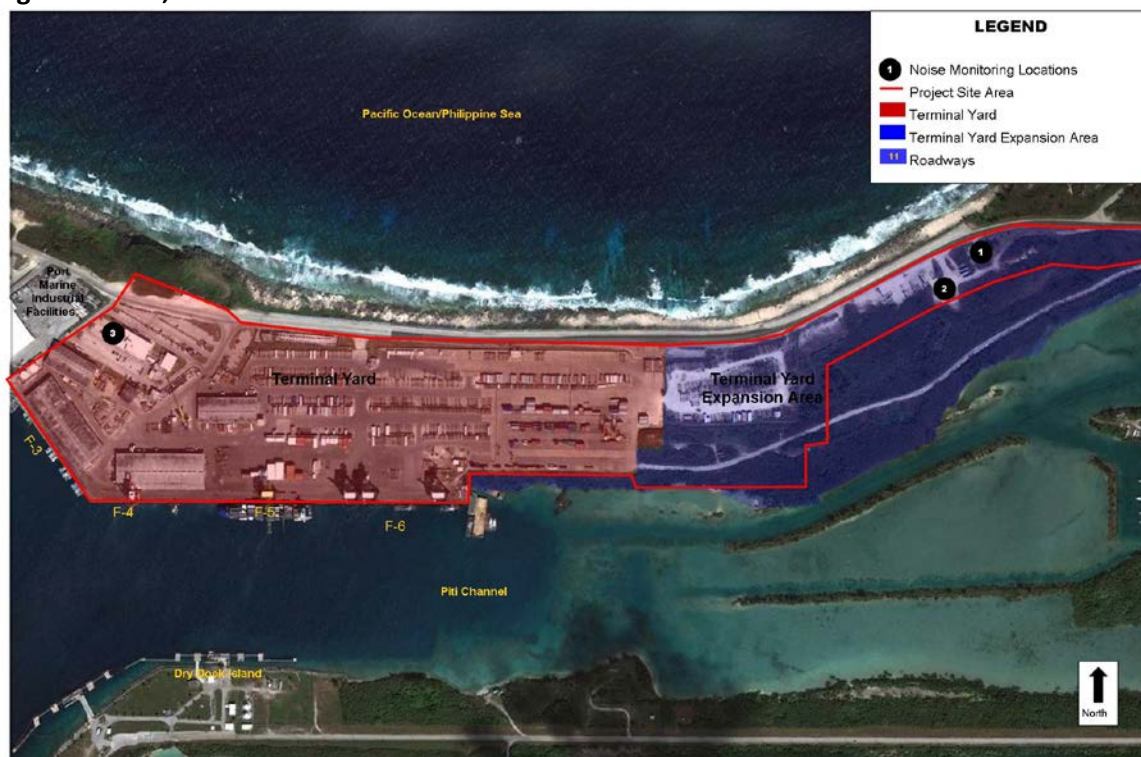 LEGEND
1 Noise Monitoring Locations
Project Site Area
Terminal Yard
Terminal Yard Expansion Area
11 Roadways
Pacific Ocean/Philippine Sea
1
2
Port
Marine
Industrial
Facilities
3
Terminal Yard
Terminal Yard
Expansion Area
F-3
F-4
F-5
F-6
Piti Channel
Dry Dock Island
North